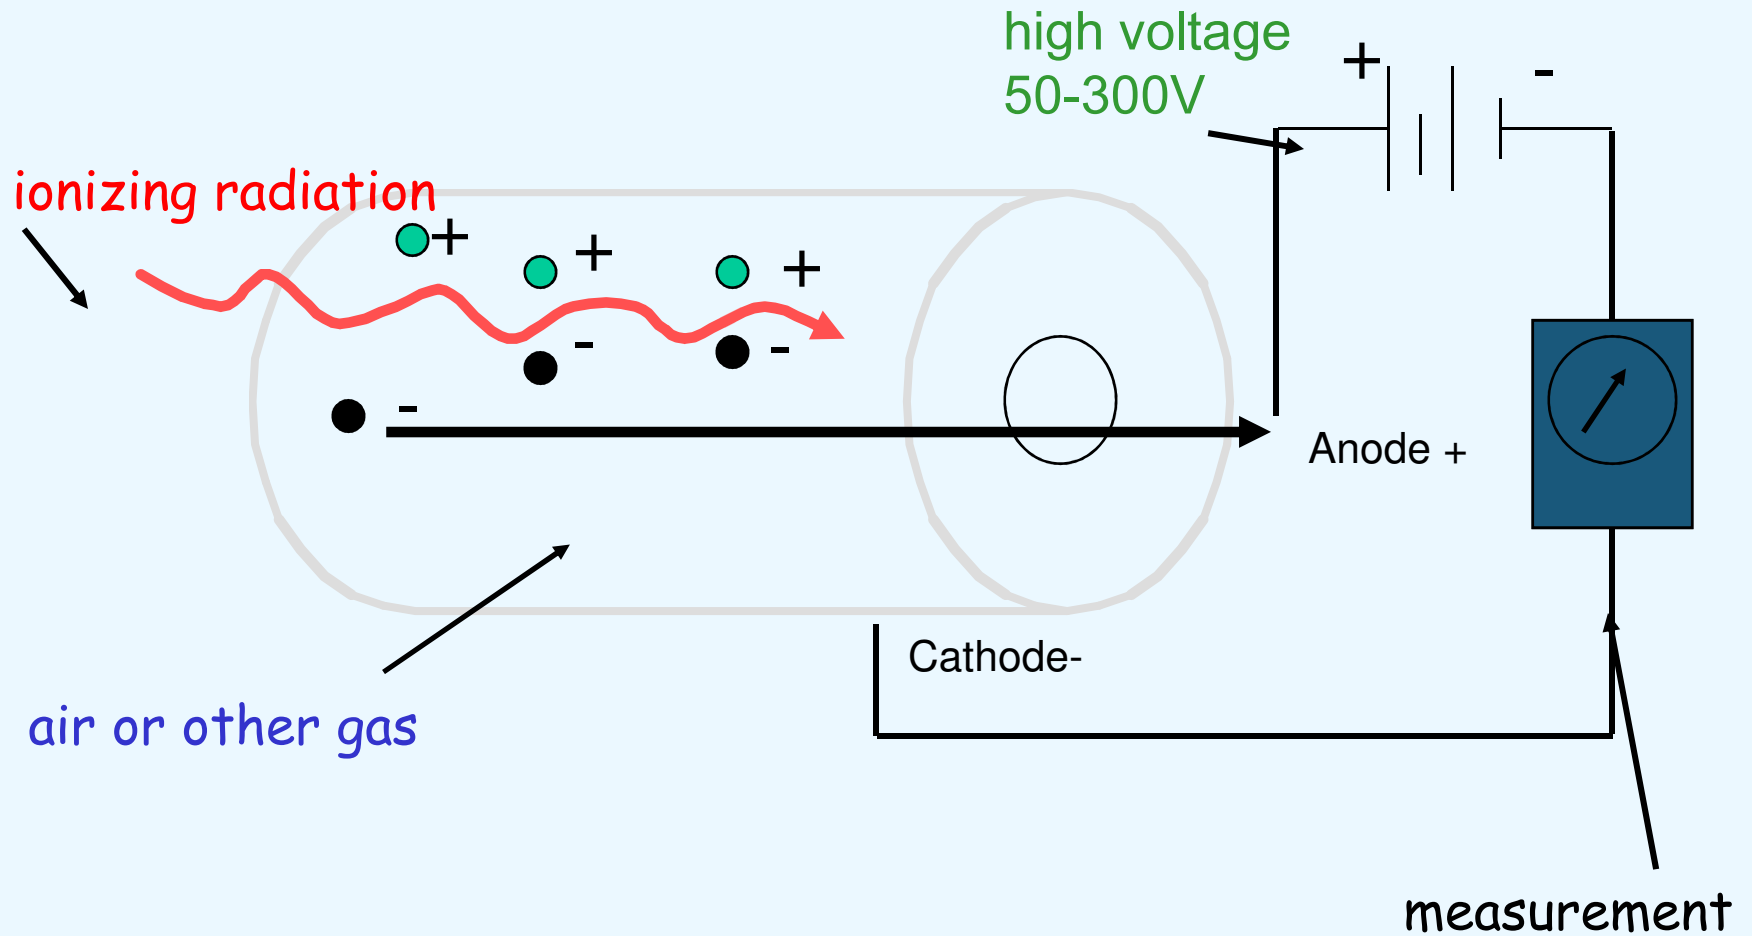 high voltage
50-300V
+ -
ionizing radiation
+ + +
- - -
Anode +
Cathode-
air or other gas
measurement